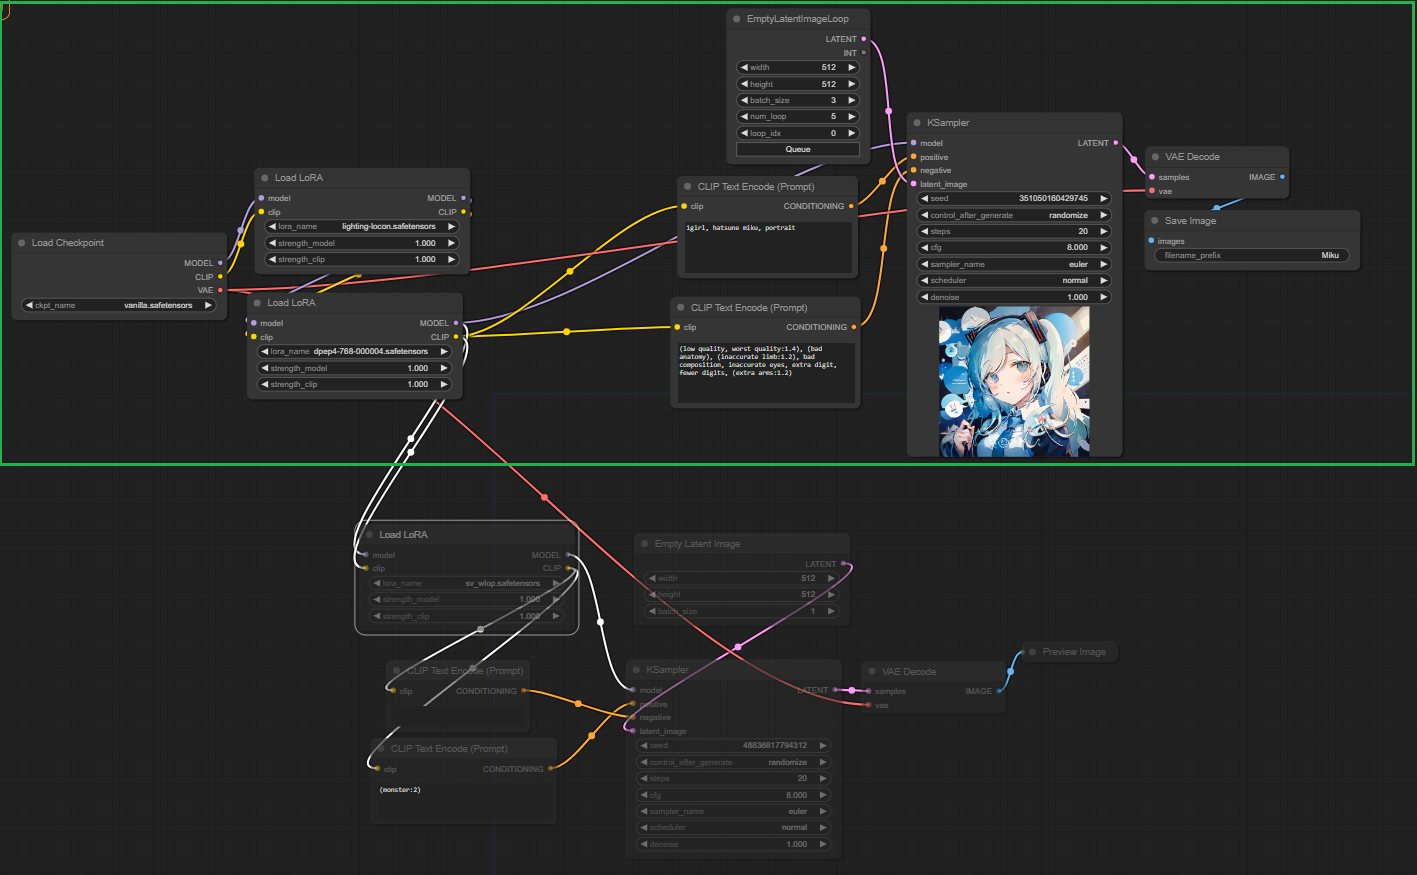 EmptyLatentImageLoop
LATENT
INT
width 512
height 512
batch_size 3
num_loop 5
loop_idx 0
Queue
Load LoRA
model MODEL
clip CLIP
lora_name lighting-locon.safetensors
strength_model 1.000
strength_clip 1.000
Load Checkpoint
MODEL
CLIP
VAE
ckpt_name vanilla.safetensors
Load LoRA
model MODEL
clip CLIP
lora_name dpep4-768-000004.safetensors
strength_model 1.000
strength_clip 1.000
CLIP Text Encode (Prompt)
clip CONDITIONING
1girl, hatsune miku, portrait
CLIP Text Encode (Prompt)
clip CONDITIONING
(low quality, worst quality:1.4), (bad
anatomy), (inaccurate limb:1.2), bad
composition, inaccurate eyes, extra digit,
fewer digits, (extra arms:1.2)
KSampler
model LATENT
positive
negative
latent_image
seed 351050160429745
control_after_generate randomize
steps 20
cfg 8.000
sampler_name euler
scheduler normal
denoise 1.000
VAE Decode
samples IMAGE
vae
Save Image
images
filename_prefix Miku
Load LoRA
model MODEL
clip CLIP
lora_name sv_wlop.safetensors
strength_model 1.000
strength_clip 1.000
Empty Latent Image
LATENT
width 512
height 512
batch_size 1
CLIP Text Encode (Prompt)
clip CONDITIONING
CLIP Text Encode (Prompt)
clip CONDITIONING
(monster:2)
KSampler
model LATENT
positive
negative
latent_image
seed 48836817794312
control_after_generate randomize
steps 20
cfg 8.000
sampler_name euler
scheduler normal
denoise 1.000
VAE Decode
samples IMAGE
vae
Preview Image